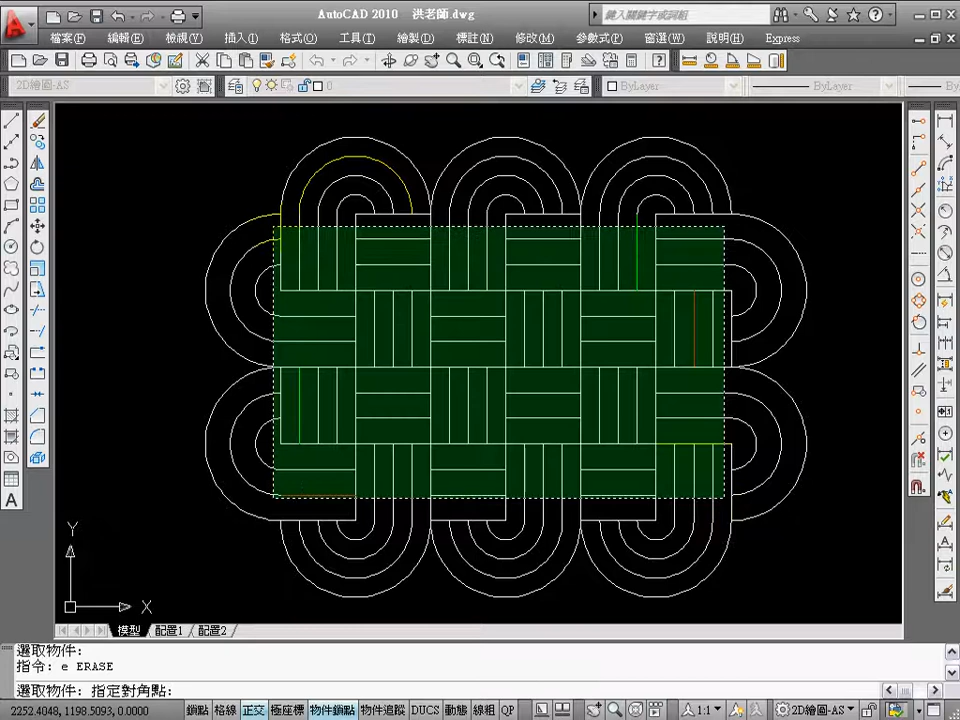 AutoCAD 2010 洪老師.dwg
鍵入關鍵字或詞組
檔案(F) 編輯(E) 檢視(V) 插入(I) 格式(O) 工具(T) 繪製(D) 標註(N) 修改(M) 參數式(P) 視窗(W) 說明(H) Express
2D繪圖-AS
0
ByLayer
ByLayer
ByLayer
A
Y
X
模型 配置1 配置2
選取物件:
指令: e ERASE
選取物件: 指定對角點:
2252.4048, 1198.5093, 0.0000 鎖點 格線 正交 極座標 物件鎖點 物件追蹤 DUCS 動態 線粗 QP 1:1 2D繪圖-AS